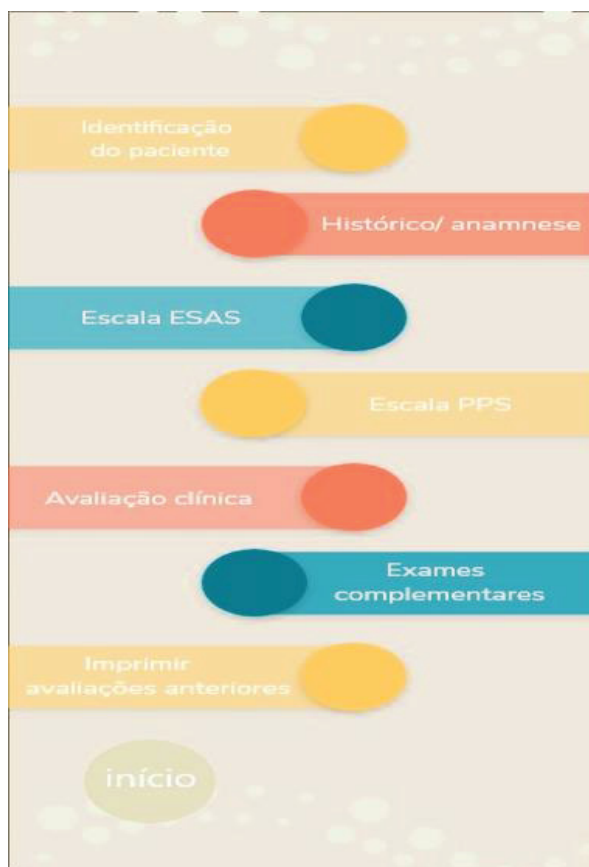 Identificação
do paciente
Histórico/ anamnese
Escala ESAS
Escala PPS
Avaliação clínica
Exames
complementares
Imprimir
avaliações anteriores
início